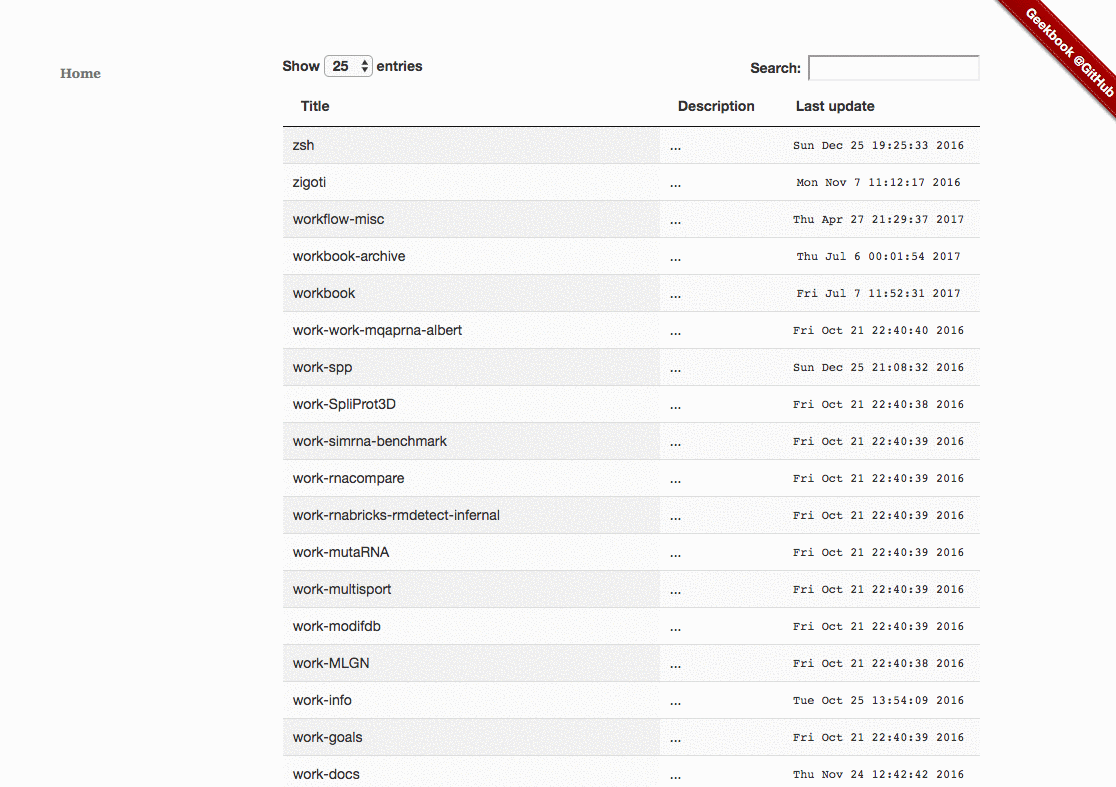 Geekbook @GitHub
Home
Show 25 entries
Search:
Title Description Last update
zsh ... Sun Dec 25 19:25:33 2016
zigoti ... Mon Nov 7 11:12:17 2016
workflow-misc ... Thu Apr 27 21:29:37 2017
workbook-archive ... Thu Jul 6 00:01:54 2017
workbook ... Fri Jul 7 11:52:31 2017
work-work-mqaprna-albert ... Fri Oct 21 22:40:40 2016
work-spp ... Sun Dec 25 21:08:32 2016
work-SpliProt3D ... Fri Oct 21 22:40:38 2016
work-simrna-benchmark ... Fri Oct 21 22:40:39 2016
work-rnacompare ... Fri Oct 21 22:40:39 2016
work-rnabricks-rmdetect-infernal ... Fri Oct 21 22:40:39 2016
work-mutaRNA ... Fri Oct 21 22:40:39 2016
work-multisport ... Fri Oct 21 22:40:39 2016
work-modifdb ... Fri Oct 21 22:40:39 2016
work-MLGN ... Fri Oct 21 22:40:38 2016
work-info ... Tue Oct 25 13:54:09 2016
work-goals ... Fri Oct 21 22:40:39 2016
work-docs ... Thu Nov 24 12:42:42 2016